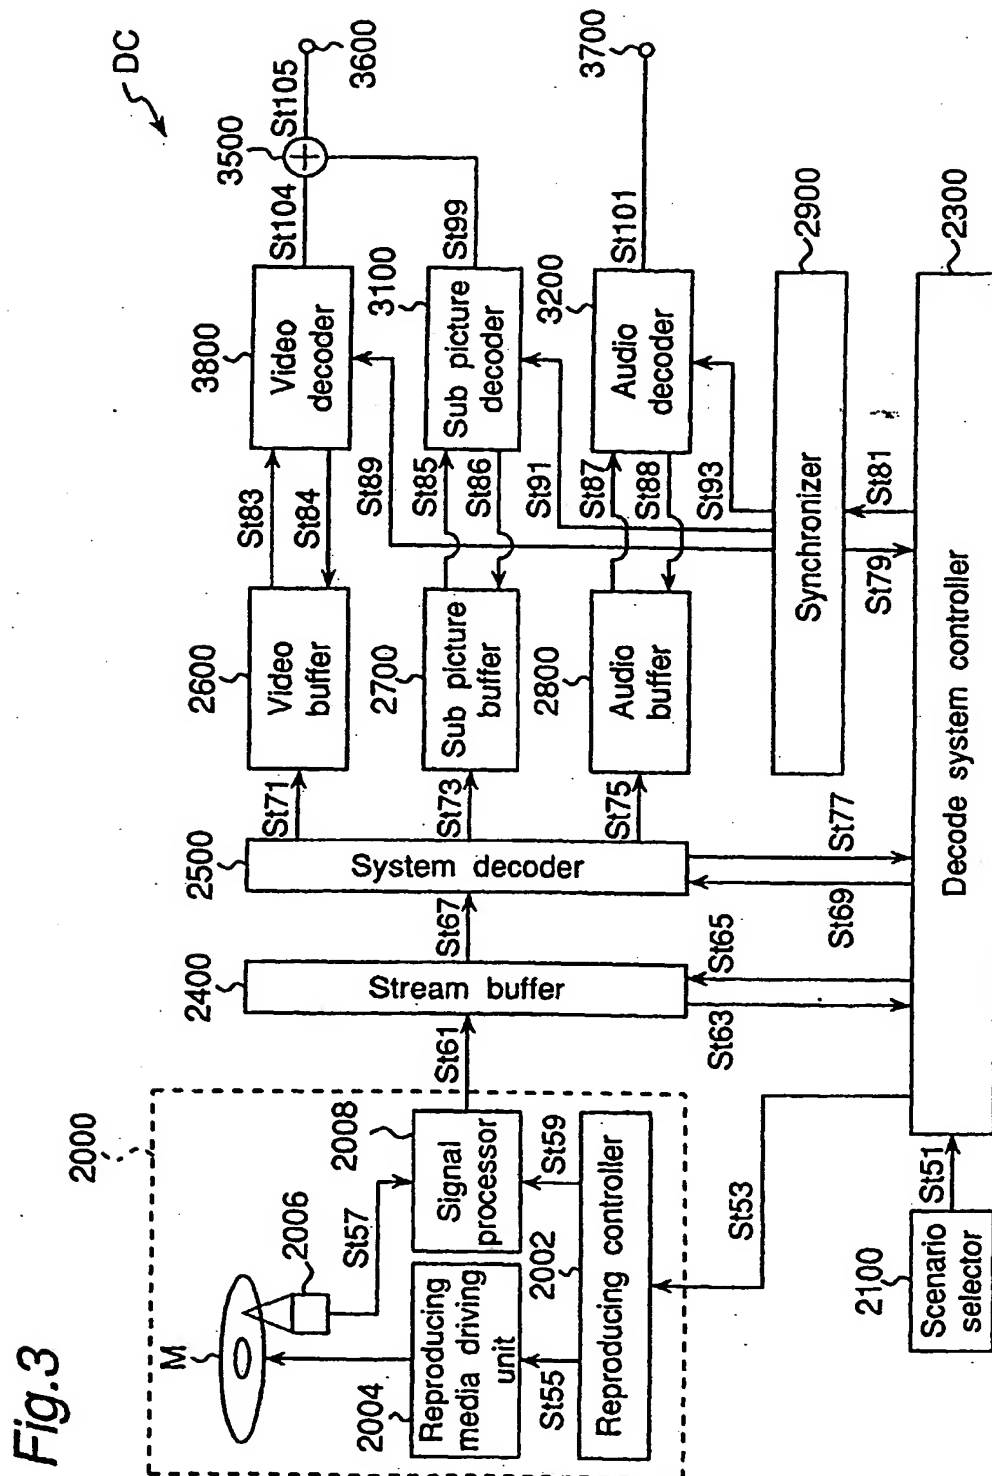 Fig.3
DC
2000
M
2006
St57
2004
Reproducing
media driving
unit
2008
Signal
processor
St55
2002
St59
Reproducing controller
St53
2100
Scenario
selector
St51
St61
2400
Stream buffer
St63
St65
St67
2500
System decoder
St69
St77
St71
St73
St75
2600
Video
buffer
2700
Sub picture
buffer
2800
Audio
buffer
St83
St84
St89
St85
St86
St91
St87
St88
St93
3800
Video
decoder
3100
Sub picture
decoder
3200
Audio
decoder
St104
3500
St105
3600
St99
St101
3700
Synchronizer
2900
St79
St81
Decode system controller
2300